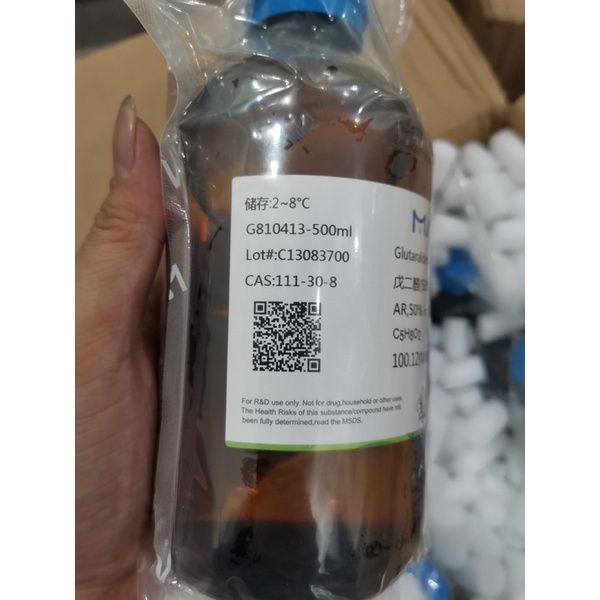 储存:2~8°C
G810413-500ml
Lot#:C13083700
CAS:111-30-8
For R&D use only. Not for drug,household or other uses.
The Health Risks of this substance/compound have not
been fully determined,read the MSDS.
戊二醛
AR,50%
C5H8O2
100.12